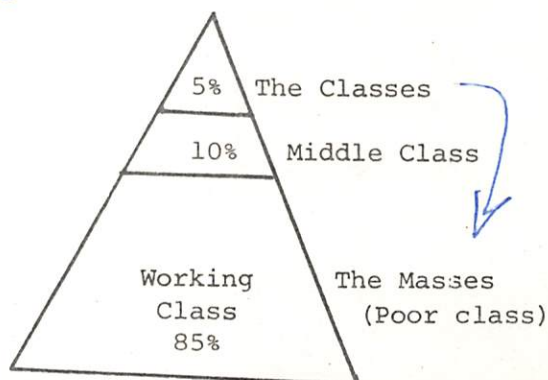 5% The Classes
10% Middle Class
Working
Class
85%
The Masses
(Poor class)